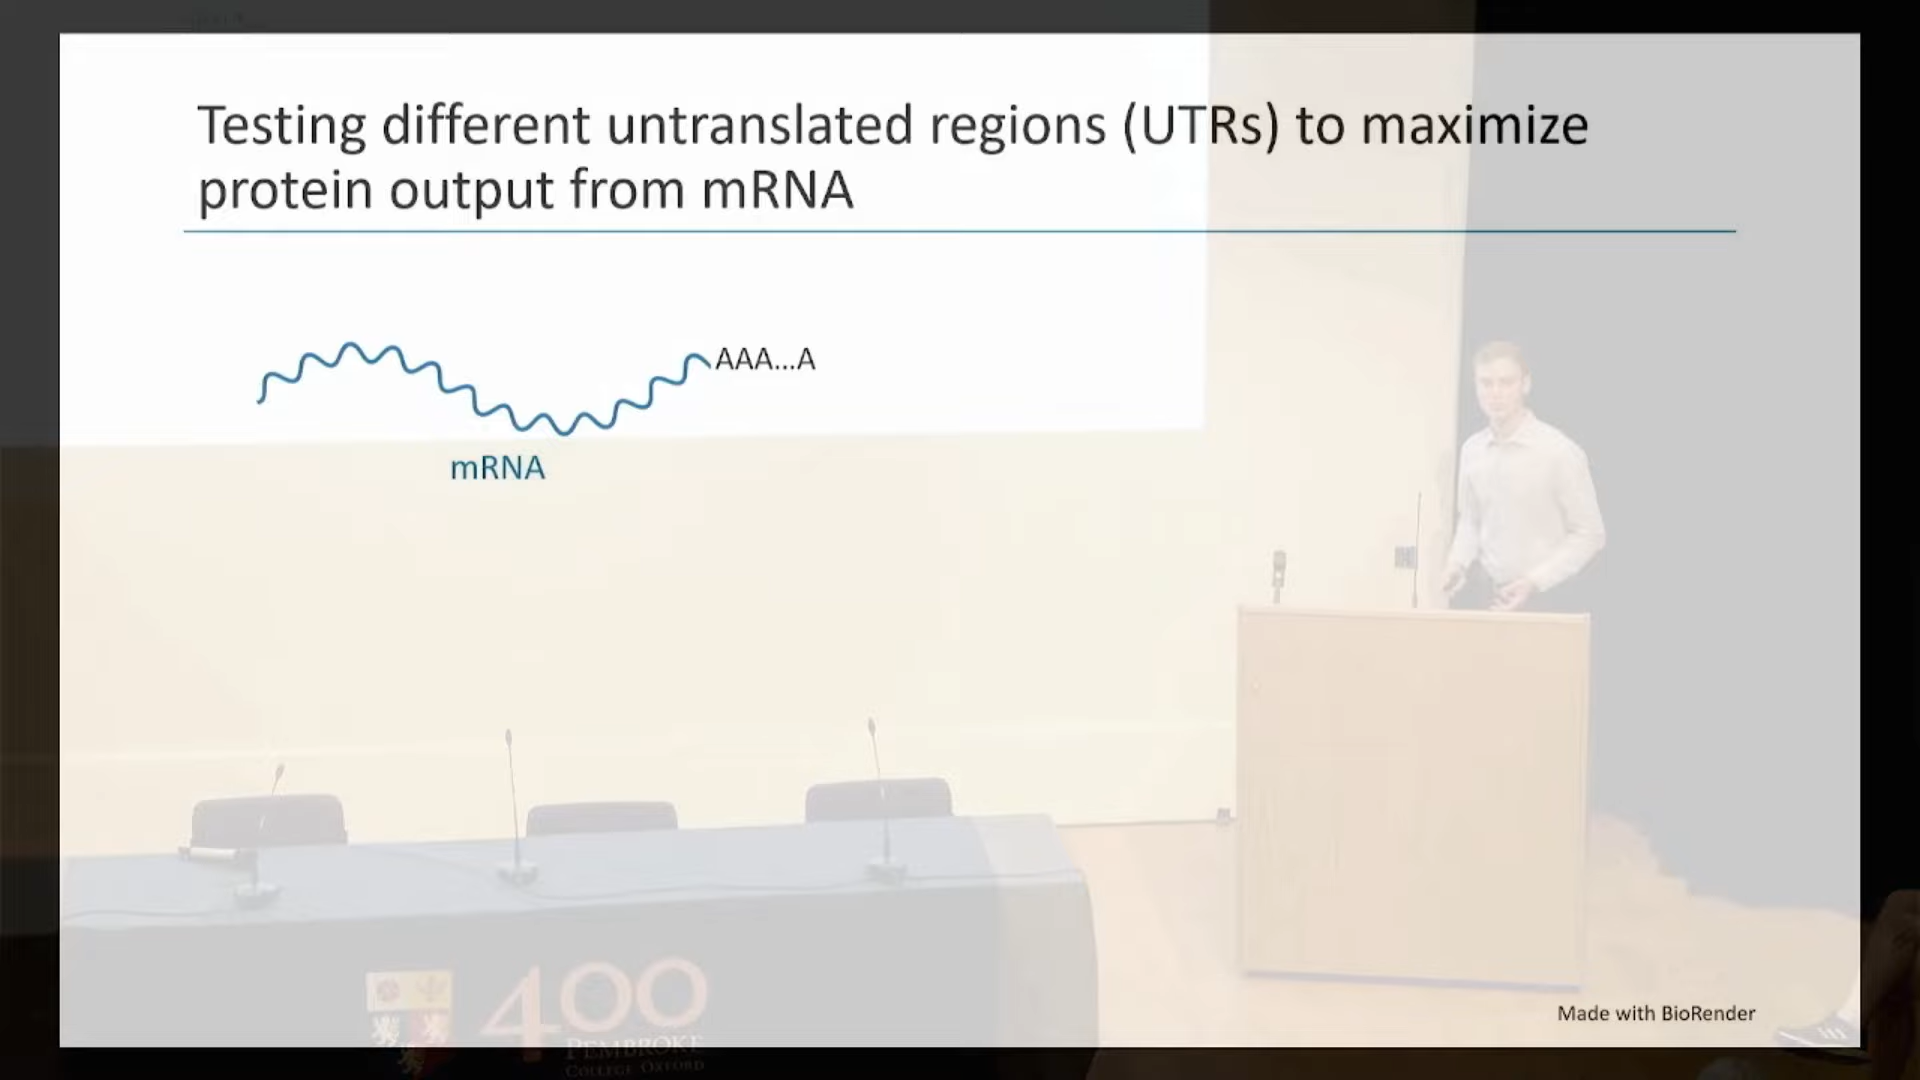 Testing different untranslated regions (UTRs) to maximize
protein output from mRNA
AAA...A
mRNA
400
PEMBROKE
COLLEGE OXFORD
Made with BioRender